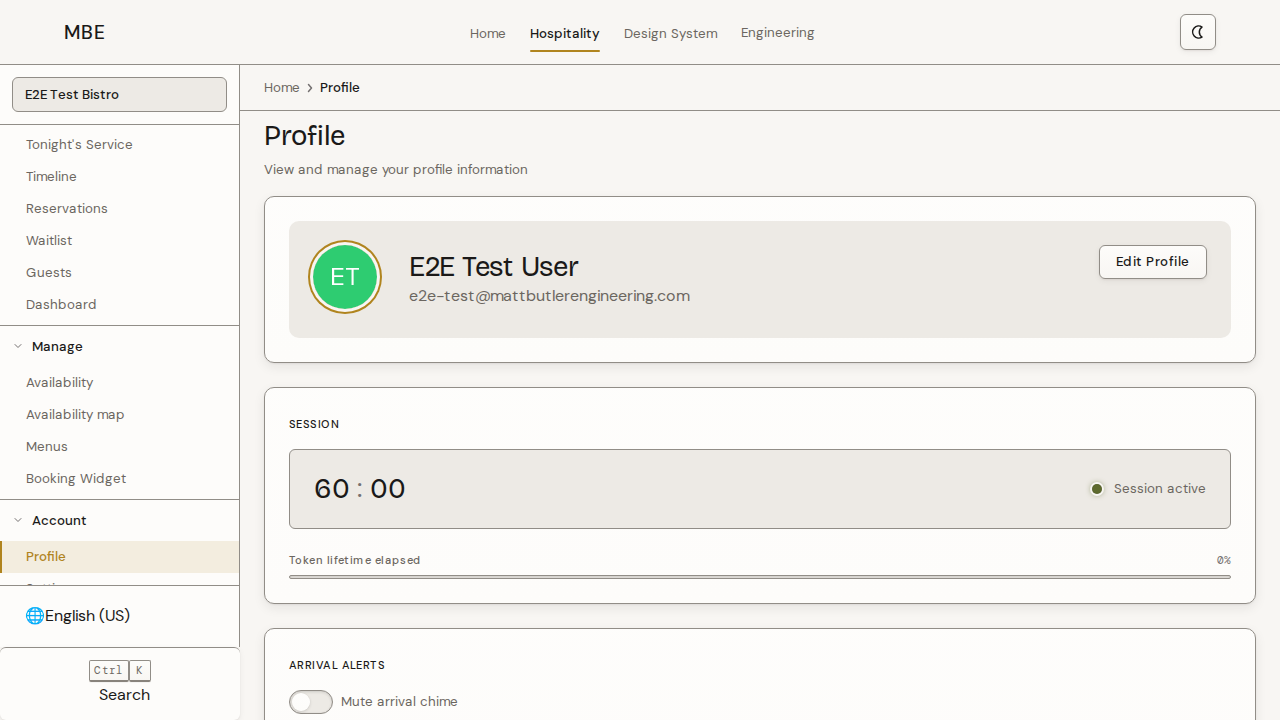 MBE
Home
Hospitality
Design System
Engineering
E2E Test Bistro
Tonight's Service
Timeline
Reservations
Waitlist
Guests
Dashboard
Manage
Availability
Availability map
Menus
Booking Widget
Account
Profile
English (US)
Ctrl K
Search
Home > Profile
Profile
View and manage your profile information
ET
E2E Test User
e2e-test@mattbutlerengineering.com
Edit Profile
SESSION
60 : 00
Session active
Token lifetime elapsed
0%
ARRIVAL ALERTS
Mute arrival chime